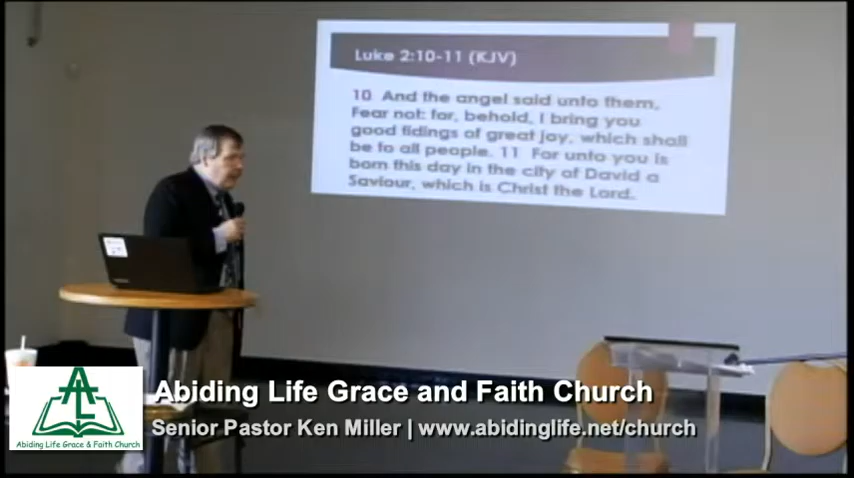 Luke 2:10-11 (KJV)
10 And the angel said unto them,
Fear not: for, behold, I bring you
good tidings of great joy, which shall
be to all people. 11 For unto you is
born this day in the city of David a
Saviour, which is Christ the Lord.
AL
Abiding Life Grace & Faith Church
Abiding Life Grace and Faith Church
Senior Pastor Ken Miller | www.abidinglife.net/church